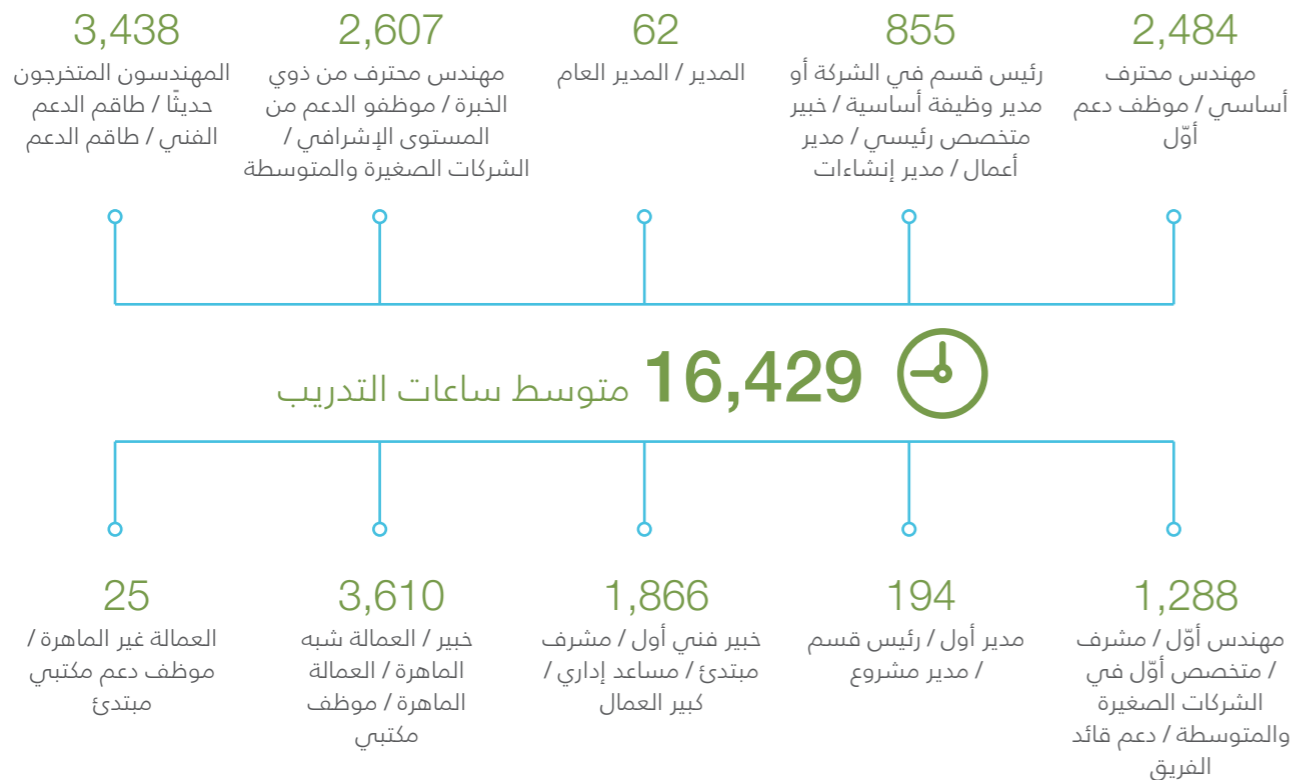 2,484
مهندس محترف
أساسي / موظف دعم
أوّل
855
رئيس قسم في الشركة أو
مدير وظيفة أساسية / خبير
متخصص رئيسي / مدير
أعمال / مدير إنشاءات
62
المدير / المدير العام
2,607
مهندس محترف من ذوي
الخبرة / موظفو الدعم من
المستوى الإشرافي /
الشركات الصغيرة والمتوسطة
3,438
المهندسون المتخرجون
حديثًا / طاقم الدعم
الفني / طاقم الدعم
16,429 متوسط ساعات التدريب
1,288
مهندس أوّل / مشرف
/ متخصص أوّل في
الشركات الصغيرة
والمتوسطة / دعم قائد
الفريق
194
مدير أول / رئيس قسم
/ مدير مشروع
1,866
خبير فني أول / مشرف
مبتدئ / مساعد إداري /
كبير العمال
3,610
خبير / العمالة شبه
الماهرة / العمالة
الماهرة / موظف
مكتبي
25
العمالة غير الماهرة /
موظف دعم مكتبي
مبتدئ